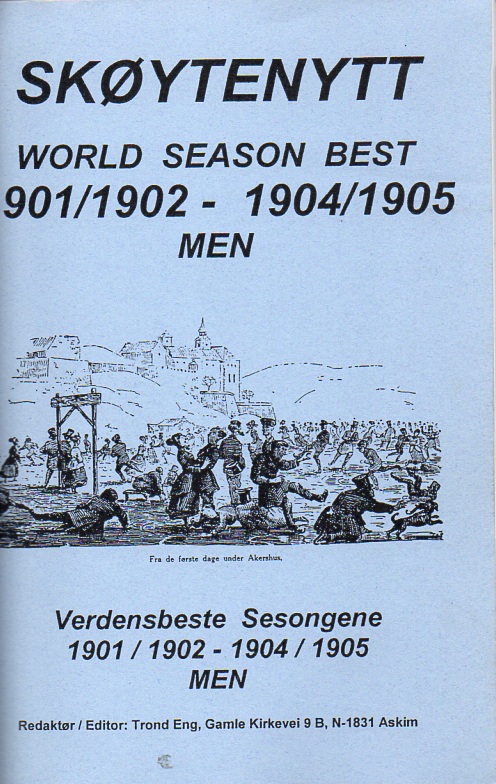 SKØYTENYTT
WORLD SEASON BEST
901/1902 - 1904/1905
MEN
Fra de første dage under Akershus.
Verdensbeste Sesongene
1901 / 1902 - 1904 / 1905
MEN
Redaktør / Editor: Trond Eng, Gamle Kirkevei 9 B, N-1831 Askim